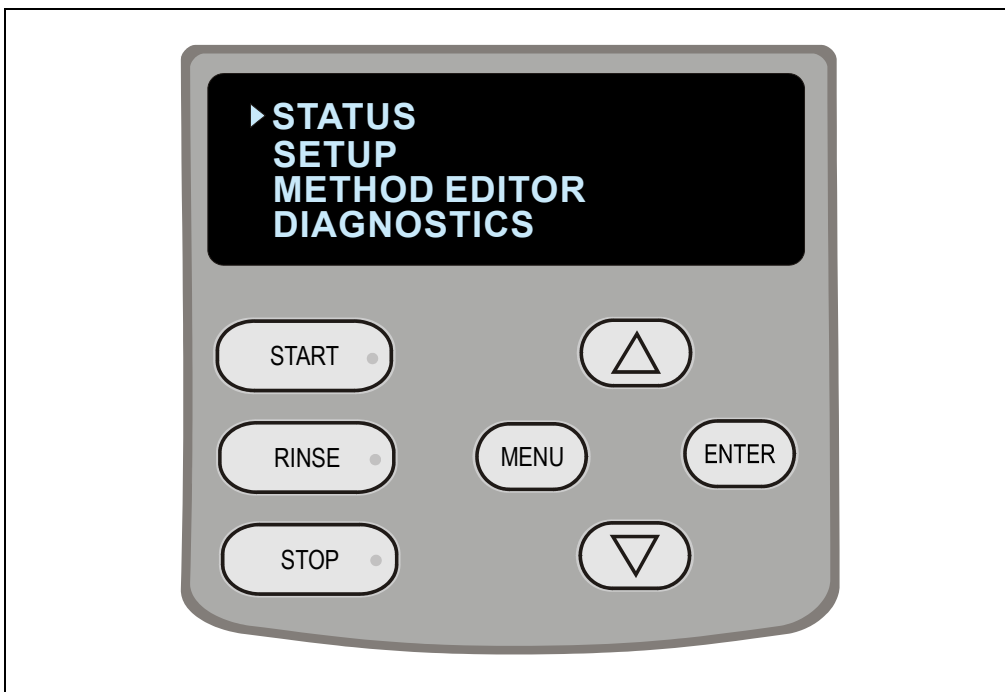 STATUS
SETUP
METHOD EDITOR
DIAGNOSTICS
START
RINSE
MENU
ENTER
STOP